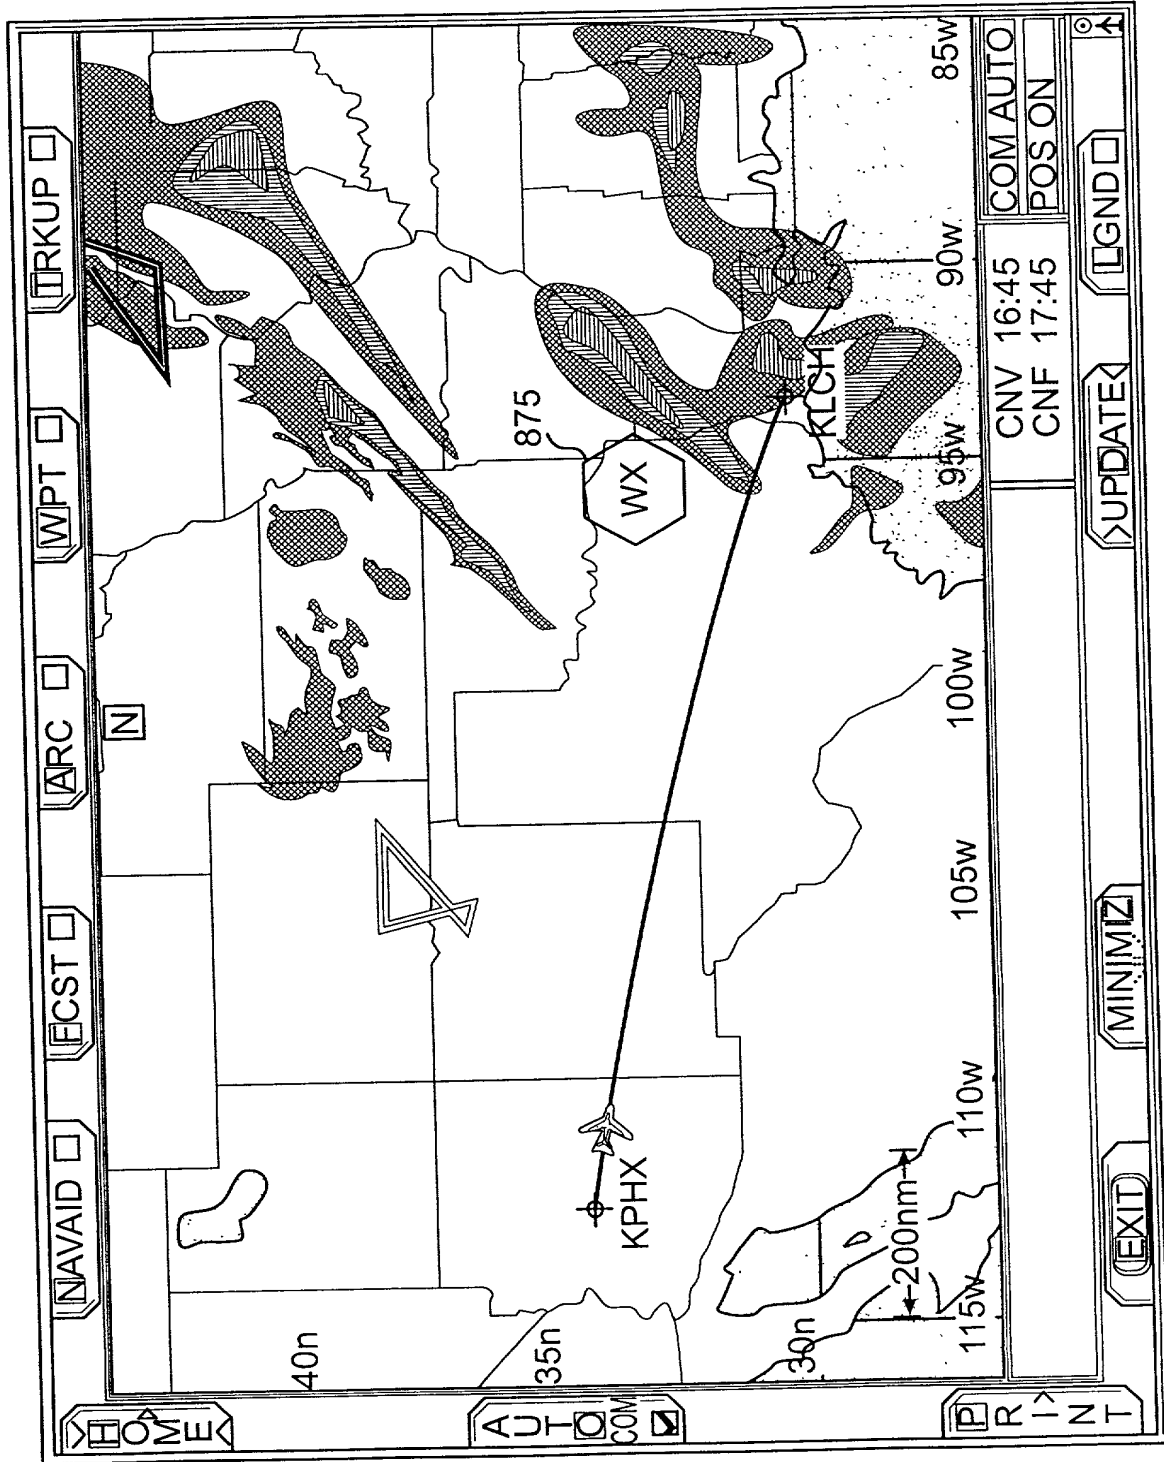 NAVAID
FCST
ARC
WPT
TRKUP
>HOME<
N
40n
35n
30n
875
WX
KPHX
KLCH
200nm
115w
110w
105w
100w
95w
90w
85w
AUTO
COM
PRINT
CNV 16:45
CNF 17:45
COM AUTO
POS ON
EXIT
MINIMIZ
>UPDATE<
LGND